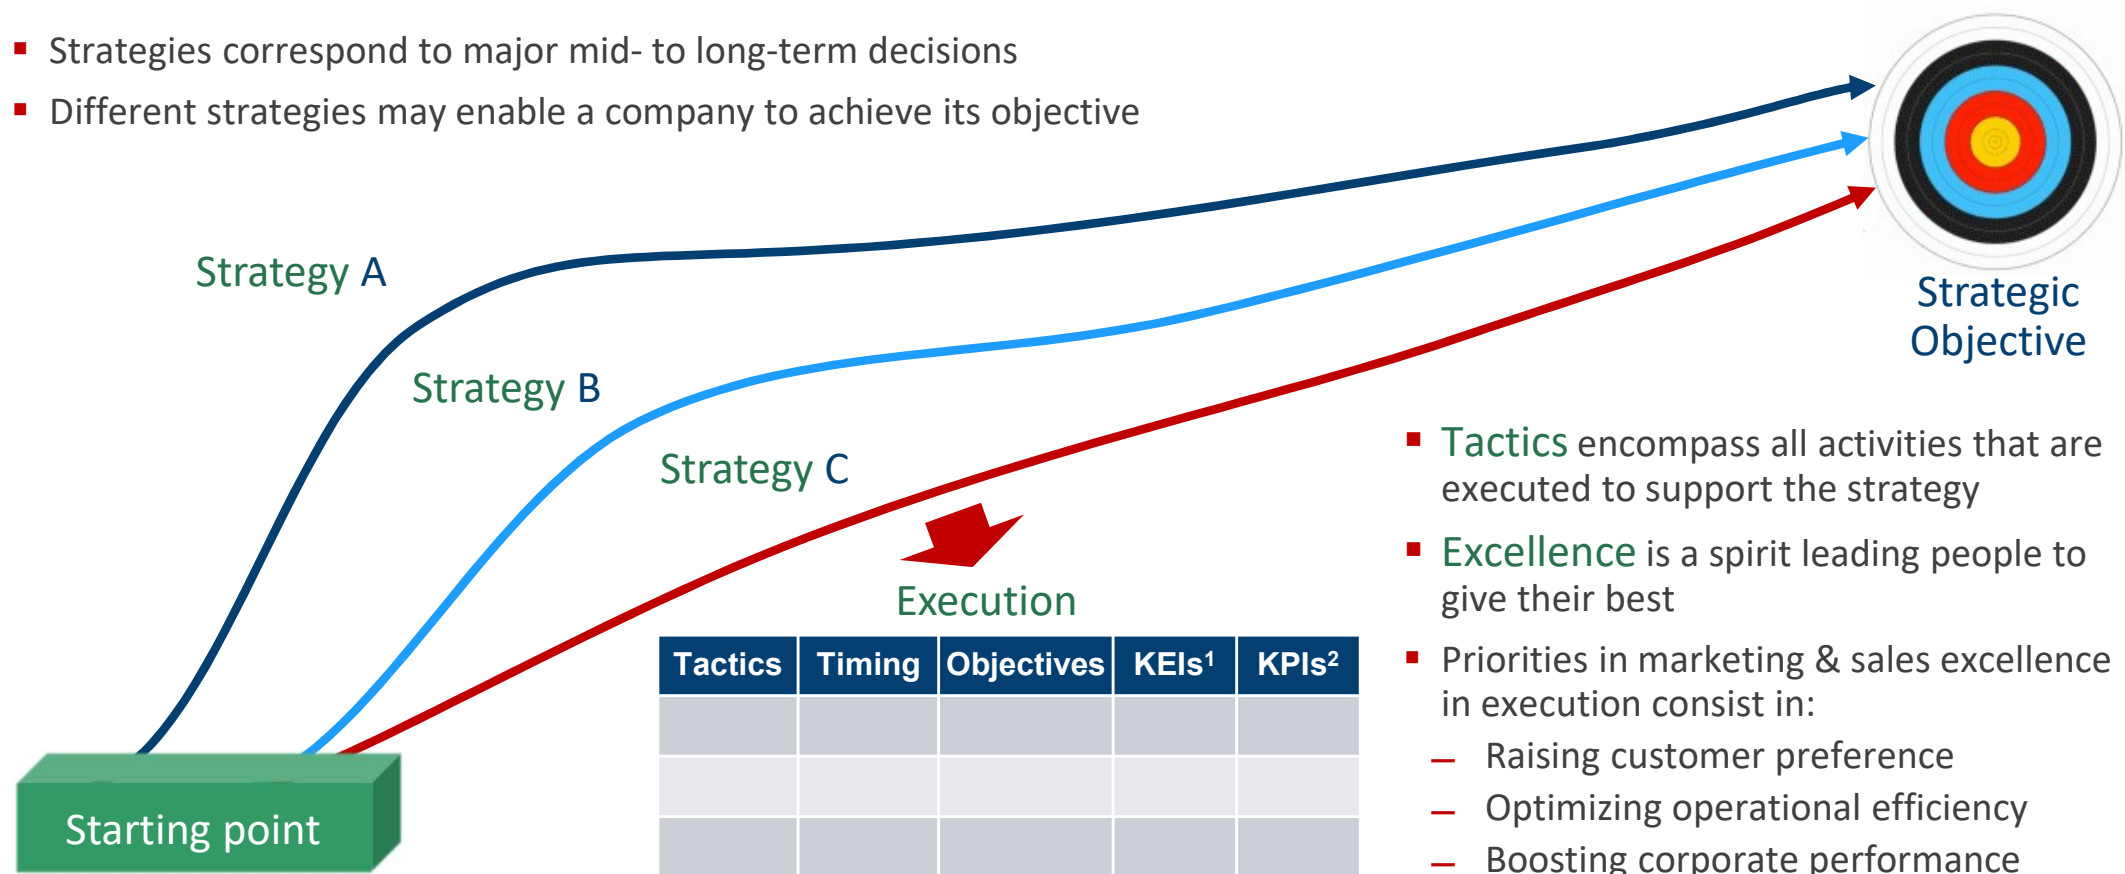 ▪ Strategies correspond to major mid- to long-term decisions
▪ Different strategies may enable a company to achieve its objective
Strategy A
Strategy B
Strategy C
Strategic
Objective
Execution
Tactics Timing Objectives KEIs¹ KPIs²
Starting point
▪ Tactics encompass all activities that are
executed to support the strategy
▪ Excellence is a spirit leading people to
give their best
▪ Priorities in marketing & sales excellence
in execution consist in:
– Raising customer preference
– Optimizing operational efficiency
– Boosting corporate performance